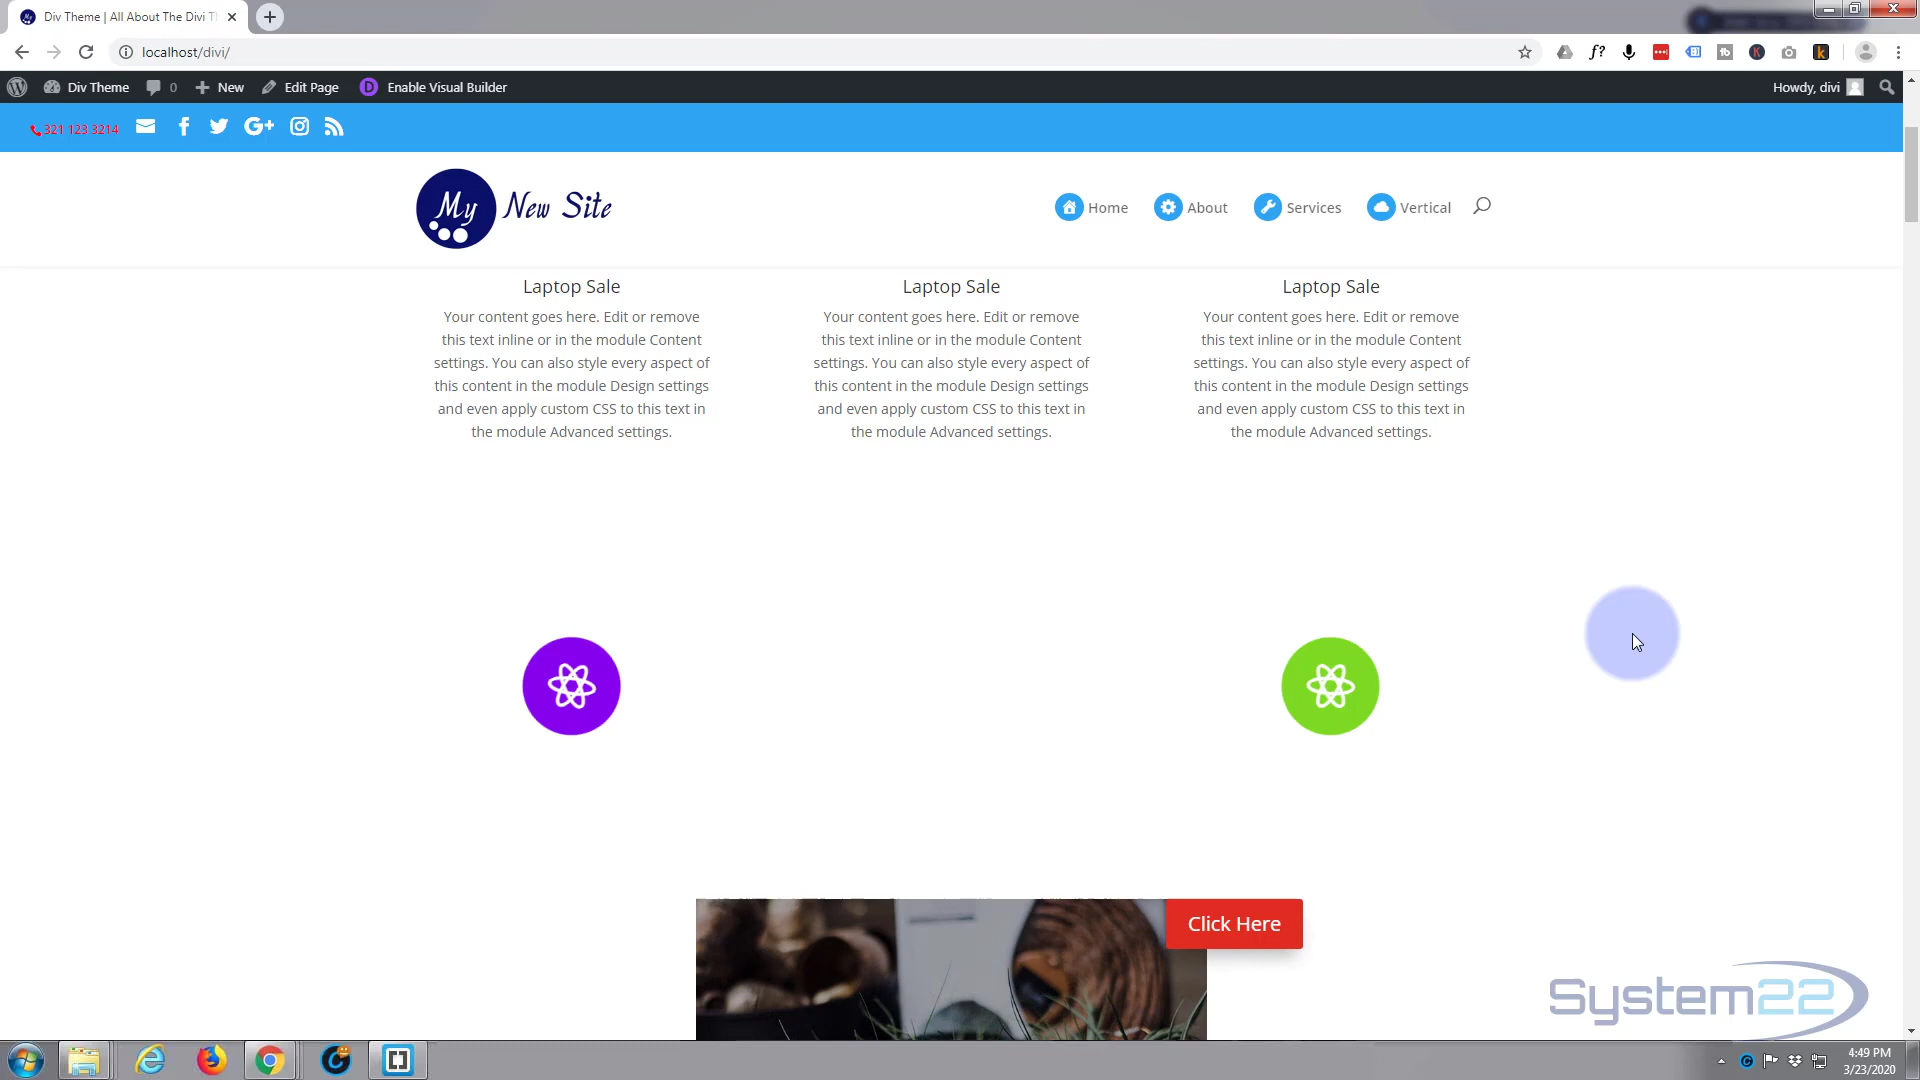 Div Theme | All About The Divi T
localhost/divi/
Div Theme 0 New Edit Page D Enable Visual Builder Howdy, divi
321 123 3214
My New Site
Home About Services Vertical
Laptop Sale
Your content goes here. Edit or remove
this text inline or in the module Content
settings. You can also style every aspect of
this content in the module Design settings
and even apply custom CSS to this text in
the module Advanced settings.
Laptop Sale
Your content goes here. Edit or remove
this text inline or in the module Content
settings. You can also style every aspect of
this content in the module Design settings
and even apply custom CSS to this text in
the module Advanced settings.
Laptop Sale
Your content goes here. Edit or remove
this text inline or in the module Content
settings. You can also style every aspect of
this content in the module Design settings
and even apply custom CSS to this text in
the module Advanced settings.
Click Here
System22
4:49 PM
3/23/2020